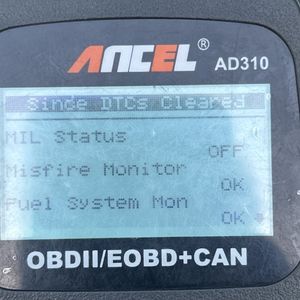 ANCEL®
AD310
Since DTCs Cleared
MIL Status
OFF
Misfire Monitor
OK
Fuel System Mon
OK
OBDII/EOBD+CAN